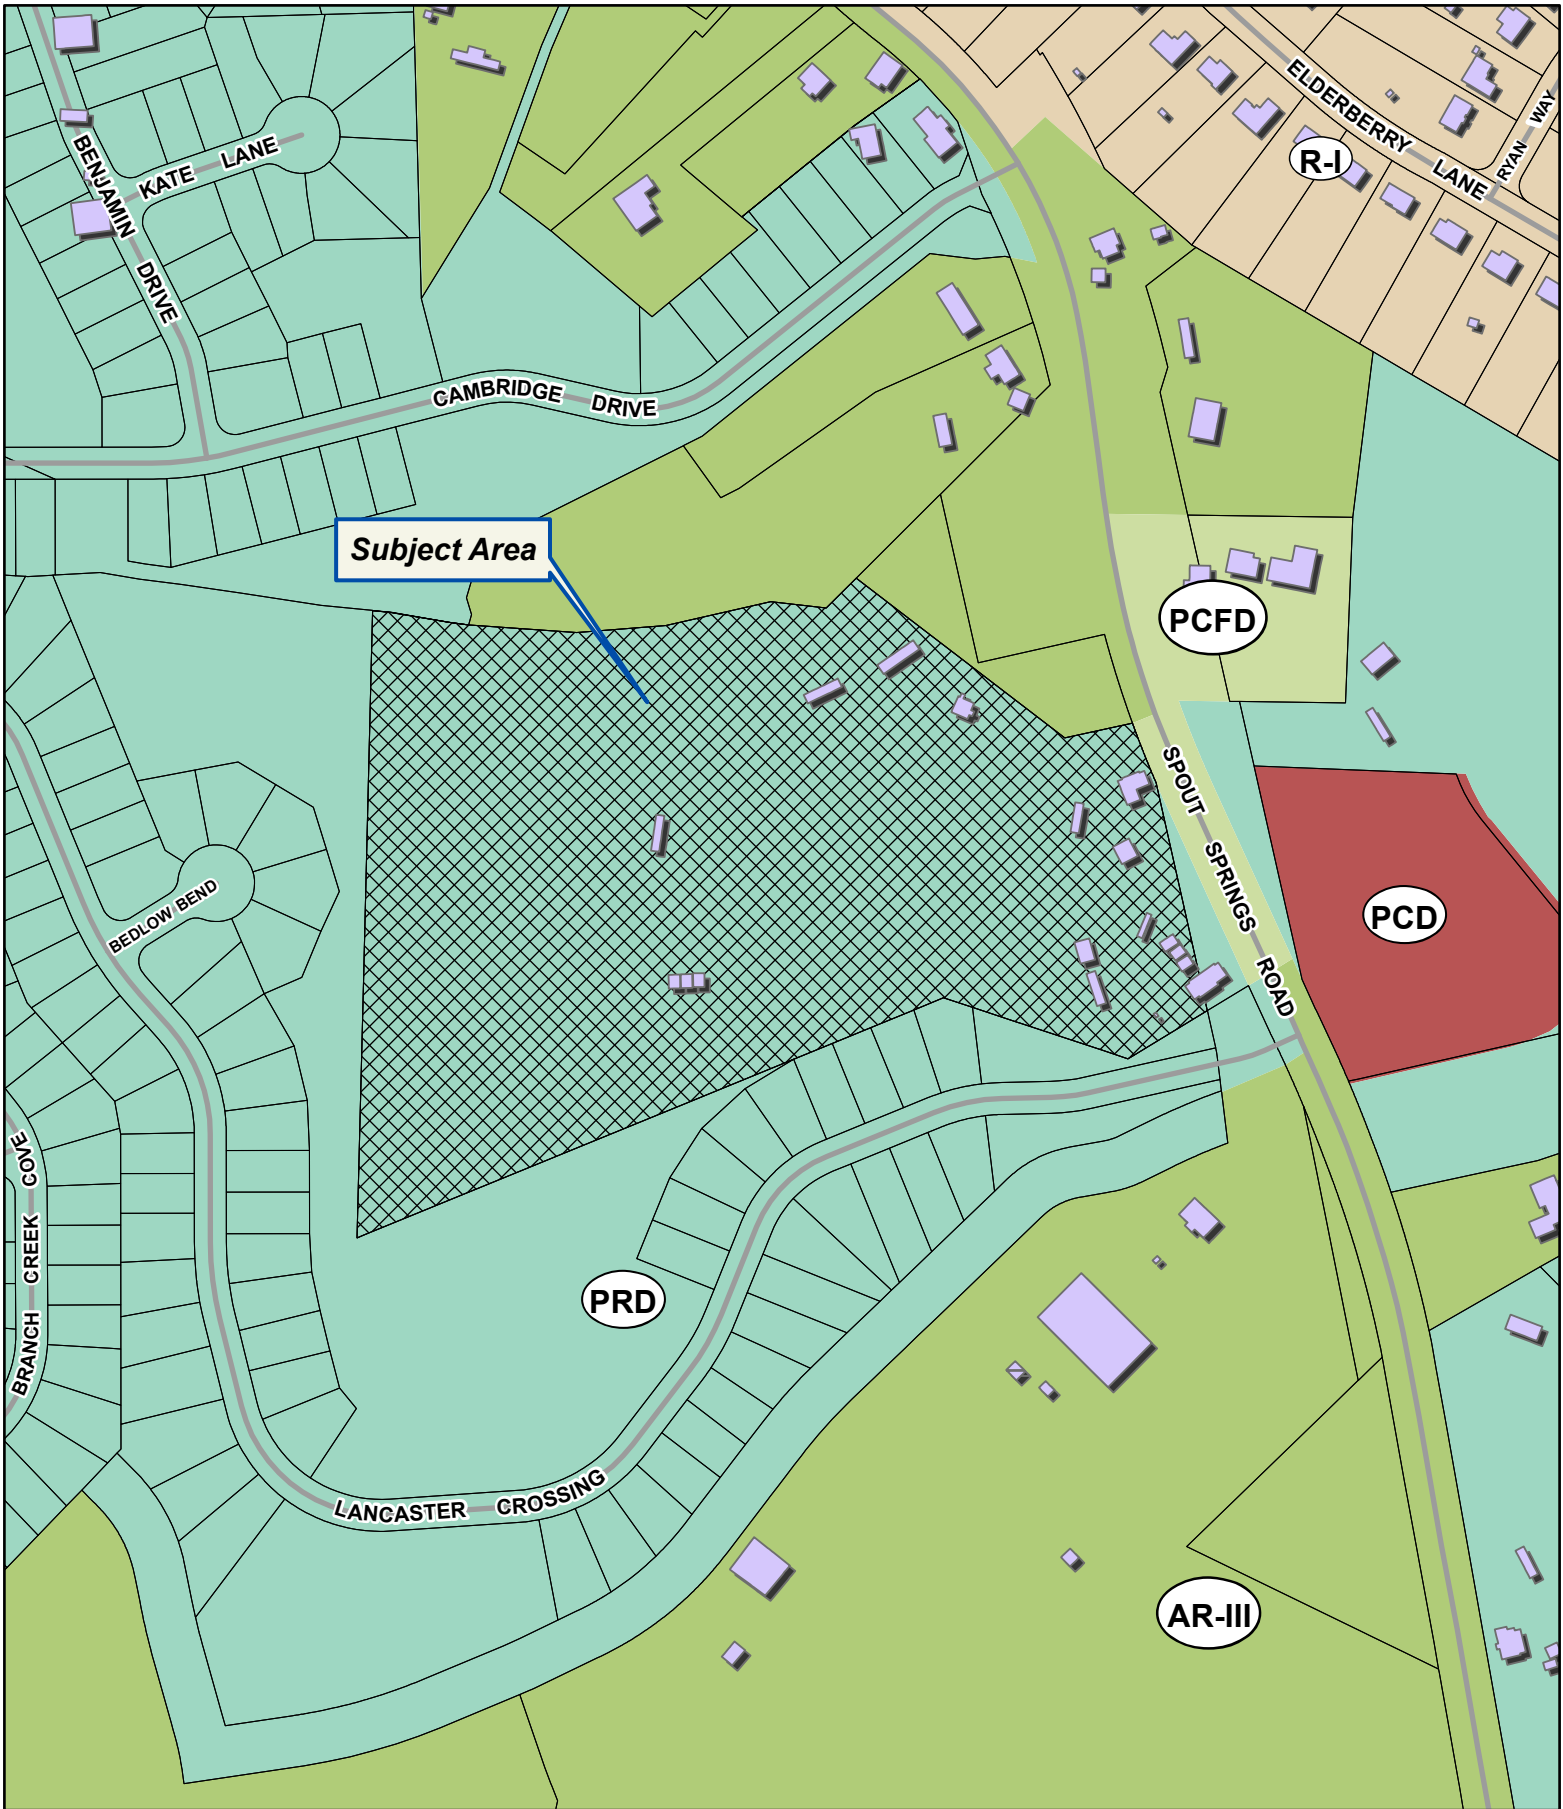 ELDERBERRY LANE
RYAN WAY
R-I
BENJAMIN DRIVE
KATE LANE
CAMBRIDGE DRIVE
Subject Area
PCFD
SPOUT SPRINGS ROAD
PCD
BEDLOW BEND
BRANCH CREEK COVE
PRD
LANCASTER CROSSING
AR-III